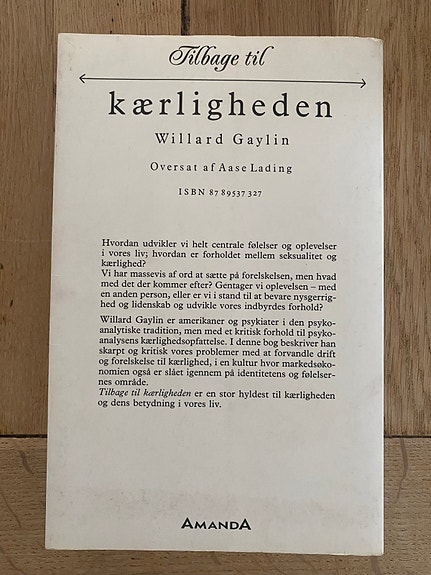 Tilbage til
kærligheden
Willard Gaylin
Oversat af Aase Lading
ISBN 87 89537 327
Hvordan udvikler vi helt centrale følelser og oplevelser
i vores liv; hvordan er forholdet mellem seksualitet og
kærlighed?
Vi har massevis af ord at sætte på forelskelsen, men hvad
med det der kommer efter? Gentager vi oplevelsen – med
en anden person, eller er vi i stand til at bevare nysgerrig-
hed og lidenskab og udvikle vores indbyrdes forhold?
Willard Gaylin er amerikaner og psykiater i den psyko-
analytiske tradition, men med et kritisk forhold til psyko-
analysens kærlighedsopfattelse. I denne bog beskriver han
skarpt og kritisk vores problemer med at forvandle drift
og forelskelse til kærlighed, i en kultur hvor markedsøko-
nomien også er slået igennem på identitetens og følelser-
nes område.
Tilbage til kærligheden er en stor hyldest til kærligheden
og dens betydning i vores liv.
AMANDA